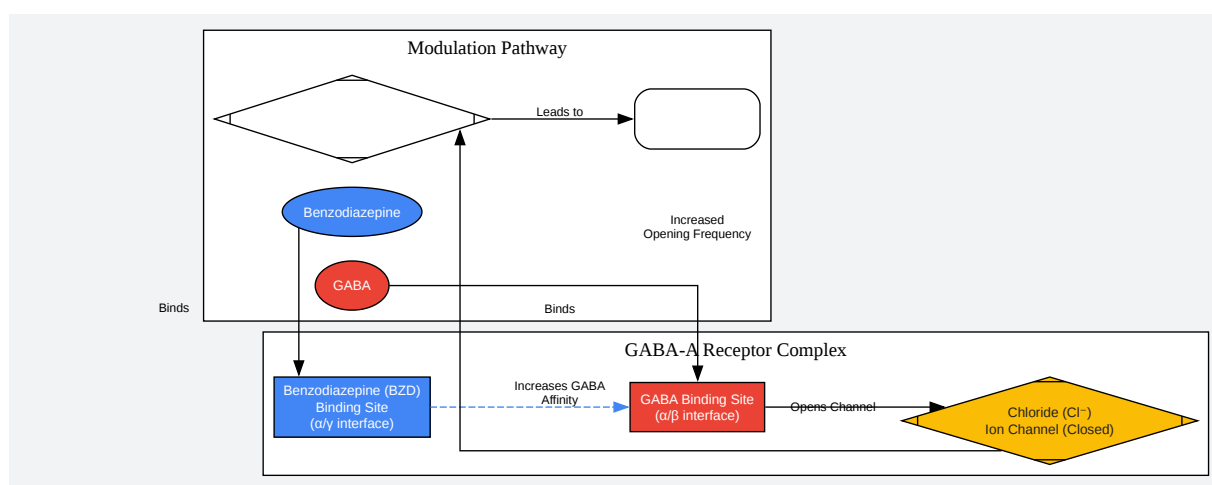 Modulation Pathway
Leads to
Benzodiazepine
Increased
Opening Frequency
GABA
Binds
Binds
GABA-A Receptor Complex
Benzodiazepine (BZD)
Binding Site
(α/γ interface)
Increases GABA
Affinity
GABA Binding Site
(α/β interface)
Opens Channel
Chloride (Cl⁻)
Ion Channel (Closed)